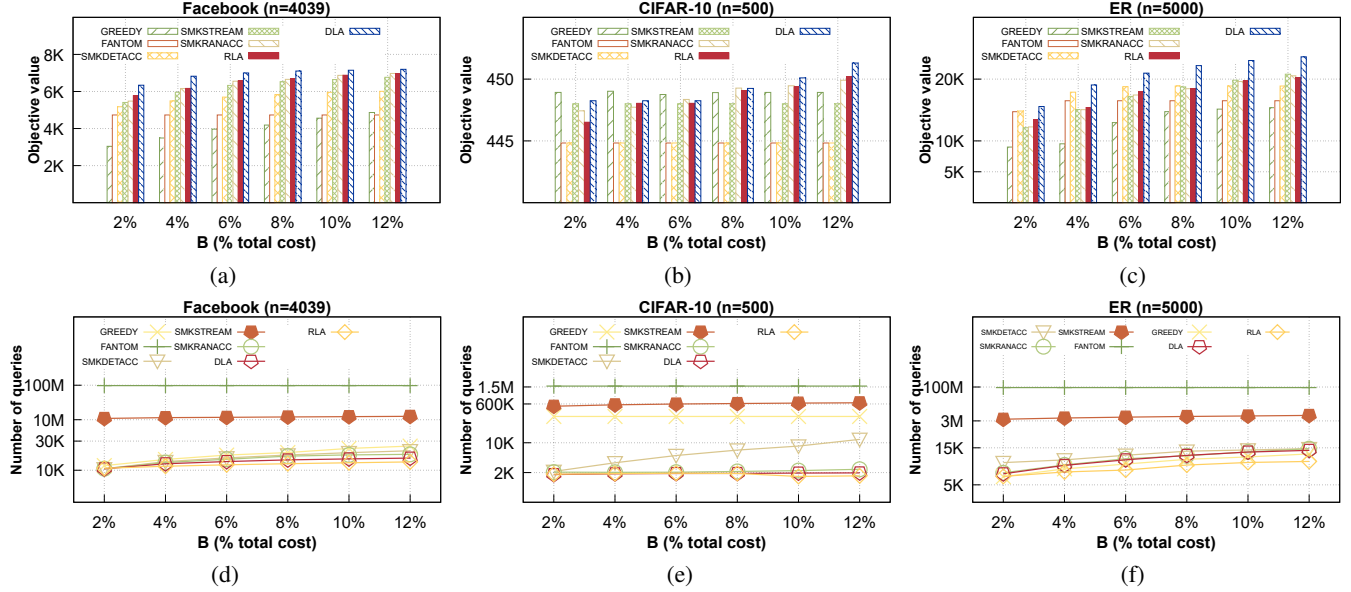 Facebook (n=4039)
GREEDY SMKSTREAM DLA
FANTOM SMKRANACC
SMKDETACC RLA
Objective value
8K
6K
4K
2K
2% 4% 6% 8% 10% 12%
B (% total cost)
(a)
CIFAR-10 (n=500)
GREEDY SMKSTREAM DLA
FANTOM SMKRANACC
SMKDETACC RLA
Objective value
450
445
2% 4% 6% 8% 10% 12%
B (% total cost)
(b)
ER (n=5000)
GREEDY SMKSTREAM DLA
FANTOM SMKRANACC
SMKDETACC RLA
Objective value
20K
10K
5K
2% 4% 6% 8% 10% 12%
B (% total cost)
(c)
Facebook (n=4039)
GREEDY SMKSTREAM RLA
FANTOM SMKRANACC
SMKDETACC DLA
Number of queries
100M
10M
30K
10K
2% 4% 6% 8% 10% 12%
B (% total cost)
(d)
CIFAR-10 (n=500)
GREEDY SMKSTREAM RLA
FANTOM SMKRANACC
SMKDETACC DLA
Number of queries
1.5M
600K
10K
2K
2% 4% 6% 8% 10% 12%
B (% total cost)
(e)
ER (n=5000)
SMKDETACC SMKSTREAM GREEDY RLA
SMKRANACC FANTOM DLA
Number of queries
100M
3M
15K
5K
2% 4% 6% 8% 10% 12%
B (% total cost)
(f)